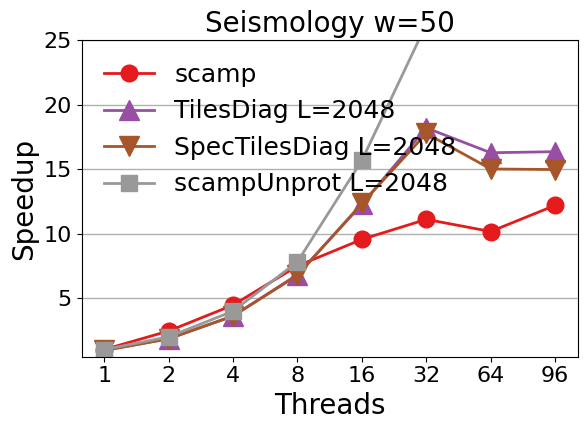 Seismology w=50
25
20
15
10
5
Speedup
scamp
TilesDiag L=2048
SpecTilesDiag L=2048
scampUnprot L=2048
1 2 4 8 16 32 64 96
Threads